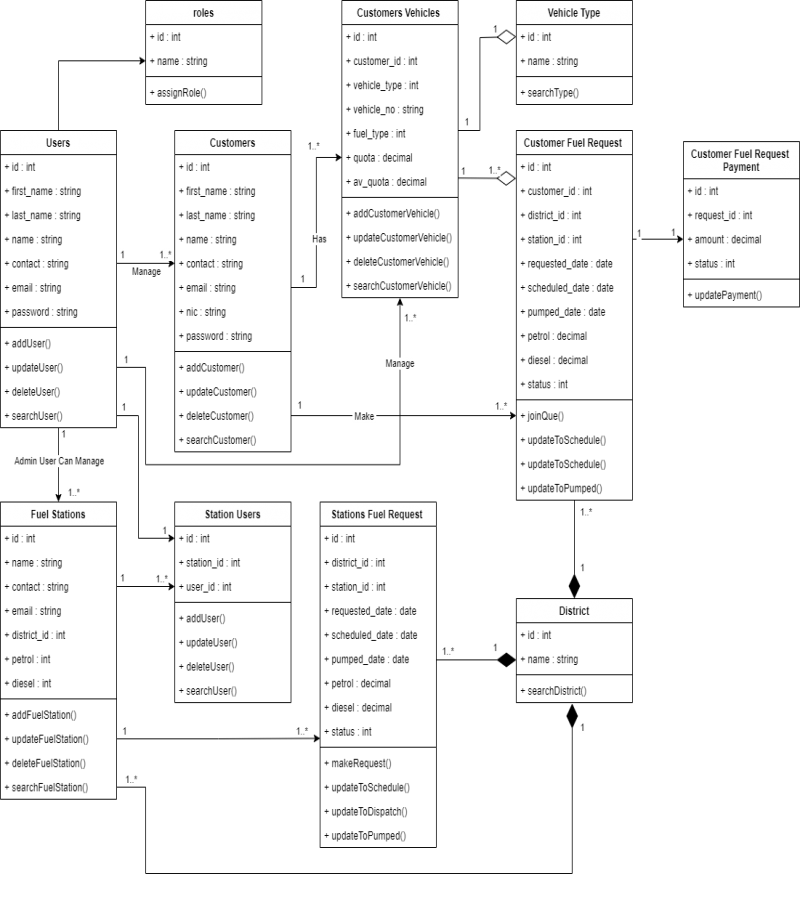 roles
+ id : int
+ name : string
+ assignRole()
Customers Vehicles
+ id : int
+ customer_id : int
+ vehicle_type : int
+ vehicle_no : string
+ fuel_type : int
+ quota : decimal
+ av_quota : decimal
+ addCustomerVehicle()
+ updateCustomerVehicle()
+ deleteCustomerVehicle()
+ searchCustomerVehicle()
1
1
Vehicle Type
+ id : int
+ name : string
+ searchType()
Users
+ id : int
+ first_name : string
+ last_name : string
+ name : string
+ contact : string
+ email : string
+ password : string
+ addUser()
+ updateUser()
+ deleteUser()
+ searchUser()
1
1..*
Manage
Customers
+ id : int
+ first_name : string
+ last_name : string
+ name : string
+ contact : string
+ email : string
+ nic : string
+ password : string
+ addCustomer()
+ updateCustomer()
+ deleteCustomer()
+ searchCustomer()
1..*
Has
1
1
1..*
Customer Fuel Request
+ id : int
+ customer_id : int
+ district_id : int
+ station_id : int
+ requested_date : date
+ scheduled_date : date
+ pumped_date : date
+ petrol : decimal
+ diesel : decimal
+ status : int
+ joinQue()
+ updateToSchedule()
+ updateToSchedule()
+ updateToPumped()
1
1
Customer Fuel Request
Payment
+ id : int
+ request_id : int
+ amount : decimal
+ status : int
+ updatePayment()
1
1..*
Manage
1
Make
1..*
1
1
1
Admin User Can Manage
1..*
Fuel Stations
+ id : int
+ name : string
+ contact : string
+ email : string
+ district_id : int
+ petrol : int
+ diesel : int
+ addFuelStation()
+ updateFuelStation()
+ deleteFuelStation()
+ searchFuelStation()
1
1..*
Station Users
+ id : int
+ station_id : int
+ user_id : int
+ addUser()
+ updateUser()
+ deleteUser()
+ searchUser()
Stations Fuel Request
+ id : int
+ district_id : int
+ station_id : int
+ requested_date : date
+ scheduled_date : date
+ pumped_date : date
+ petrol : decimal
+ diesel : decimal
+ status : int
+ makeRequest()
+ updateToSchedule()
+ updateToDispatch()
+ updateToPumped()
1..*
1
District
+ id : int
+ name : string
+ searchDistrict()
1..*
1
1
1..*
1..*
1